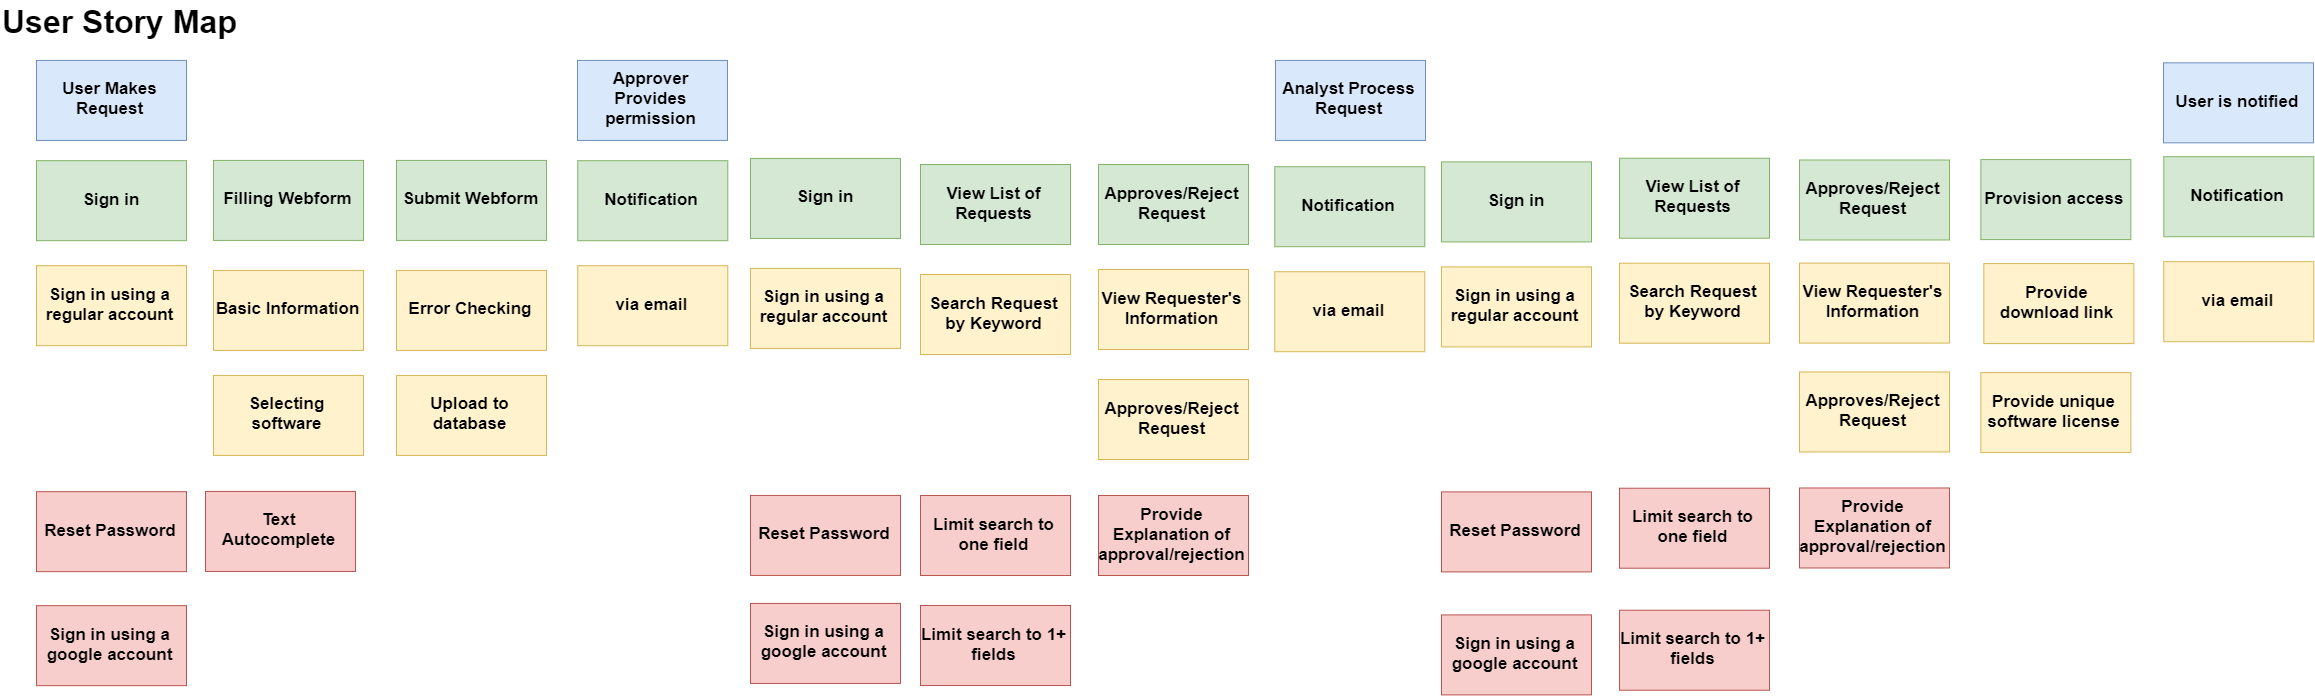 User Story Map
User Makes
Request
Approver
Provides
permission
Analyst Process
Request
User is notified
Sign in
Filling Webform
Submit Webform
Notification
Sign in
View List of
Requests
Approves/Reject
Request
Notification
Sign in
View List of
Requests
Approves/Reject
Request
Provision access
Notification
Sign in using a
regular account
Basic Information
Error Checking
via email
Sign in using a
regular account
Search Request
by Keyword
View Requester's
Information
via email
Sign in using a
regular account
Search Request
by Keyword
View Requester's
Information
Provide
download link
via email
Selecting
software
Upload to
database
Approves/Reject
Request
Approves/Reject
Request
Provide unique
software license
Reset Password
Text
Autocomplete
Reset Password
Limit search to
one field
Provide
Explanation of
approval/rejection
Reset Password
Limit search to
one field
Provide
Explanation of
approval/rejection
Sign in using a
google account
Sign in using a
google account
Limit search to 1+
fields
Sign in using a
google account
Limit search to 1+
fields